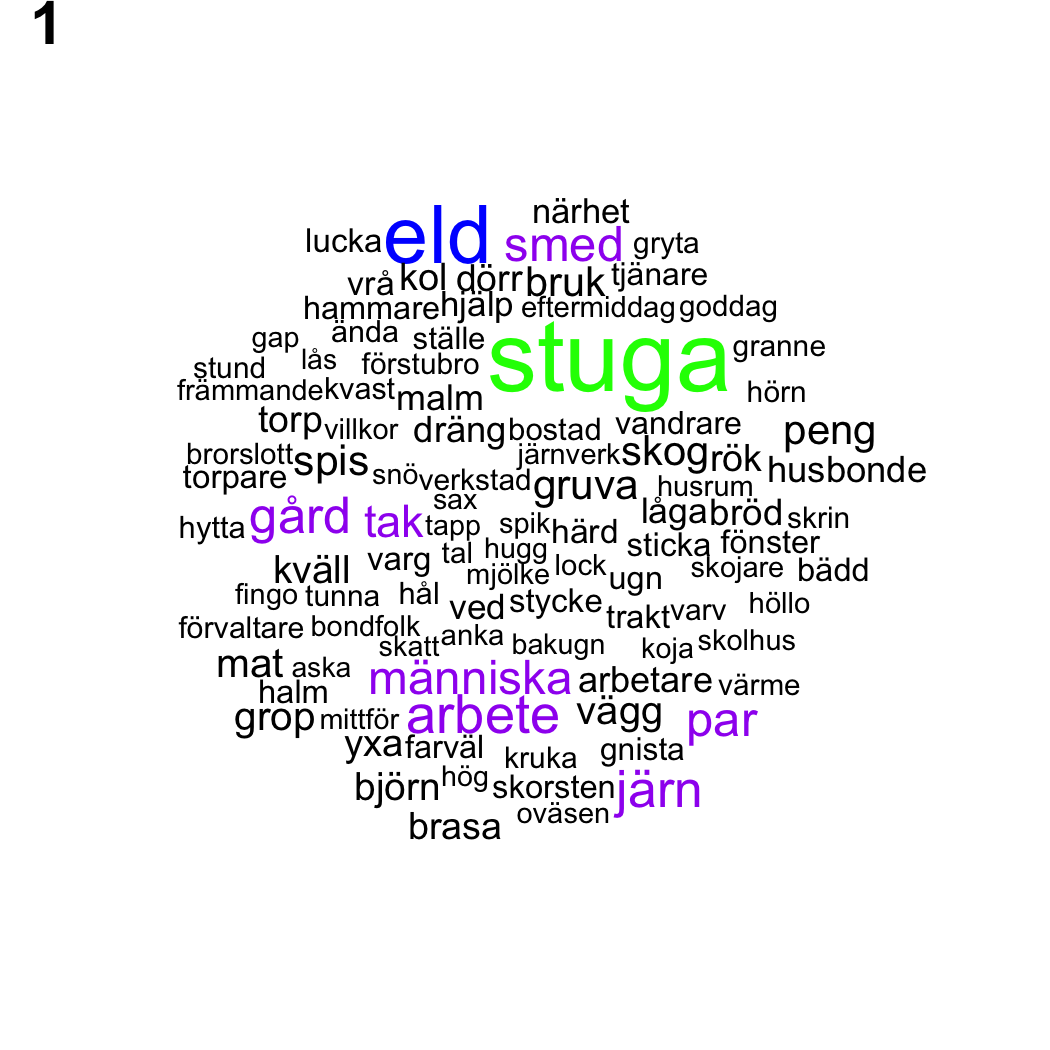 1
närhet
lucka eld smed gryta
vrå kol dörr bruk tjänare
hammare hjälp eftermiddag goddag
gap ända ställe stuga granne
stund lås förstubro
främmande kvast malm hörn
torp villkor dräng bostad vandrare peng
brorslott spis järnverk skog rök husbonde
torpare snö verkstad gruva husrum
sax
hytta gård tak tapp spik härd låga bröd skrin
kväll varg tal hugg sticka fönster
mjölke lock ugn skojare bädd
fingo tunna hål ved stycke trakt varv höllo
förvaltare bondfolk skatt anka bakugn koja skolhus
mat aska människa arbetare värme
halm
grop mittför arbete vägg par
yxa farväl kruka gnista
björn hög skorsten järn
brasa oväsen